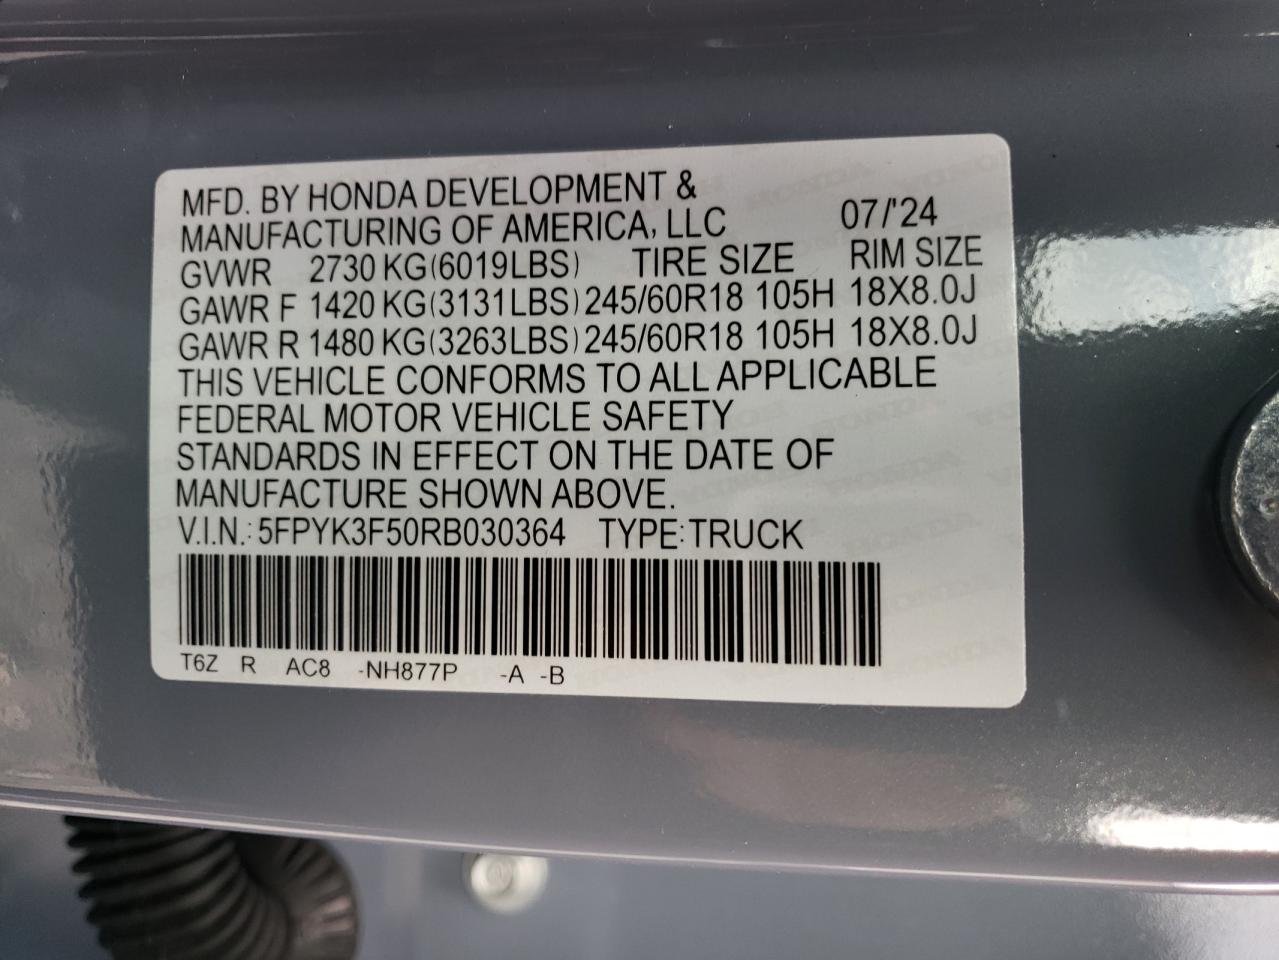 MFD. BY HONDA DEVELOPMENT &
MANUFACTURING OF AMERICA, LLC 07/'24
GVWR 2730 KG(6019LBS) TIRE SIZE RIM SIZE
GAWR F 1420 KG(3131LBS) 245/60R18 105H 18X8.0J
GAWR R 1480 KG(3263LBS) 245/60R18 105H 18X8.0J
THIS VEHICLE CONFORMS TO ALL APPLICABLE
FEDERAL MOTOR VEHICLE SAFETY
STANDARDS IN EFFECT ON THE DATE OF
MANUFACTURE SHOWN ABOVE.
V.I.N.: 5FPYK3F50RB030364 TYPE:TRUCK
T6Z R AC8 -NH877P -A -B